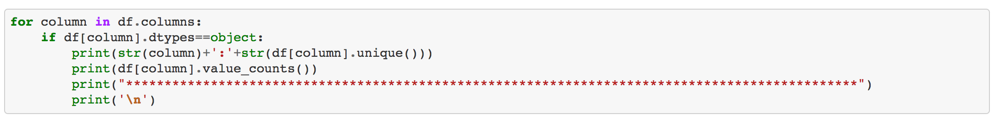 for column in df.columns:
    if df[column].dtypes==object:
        print(str(column)+':'+str(df[column].unique()))
        print(df[column].value_counts())
        print("***********************************************************************************************")
        print('\n')